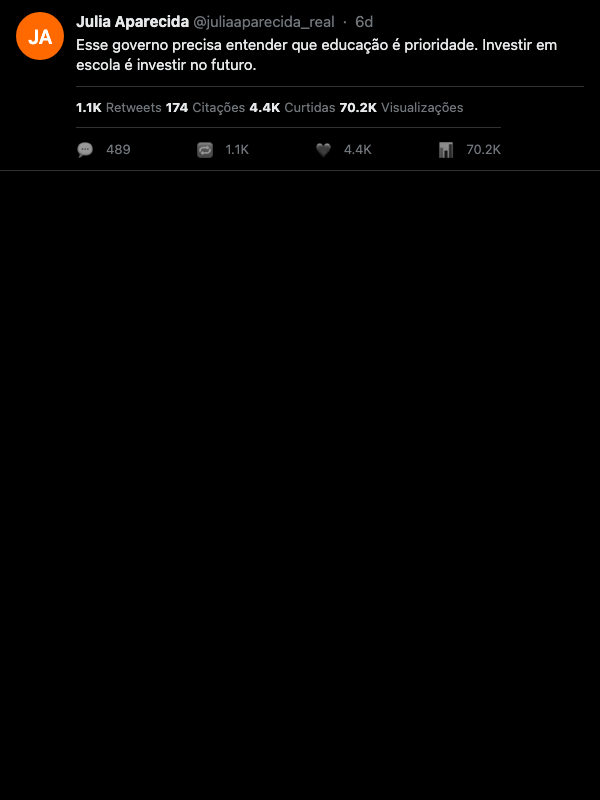 JA
Julia Aparecida @juliaaparecida_real · 6d
Esse governo precisa entender que educação é prioridade. Investir em
escola é investir no futuro.
1.1K Retweets 174 Citações 4.4K Curtidas 70.2K Visualizações
489 1.1K 4.4K 70.2K